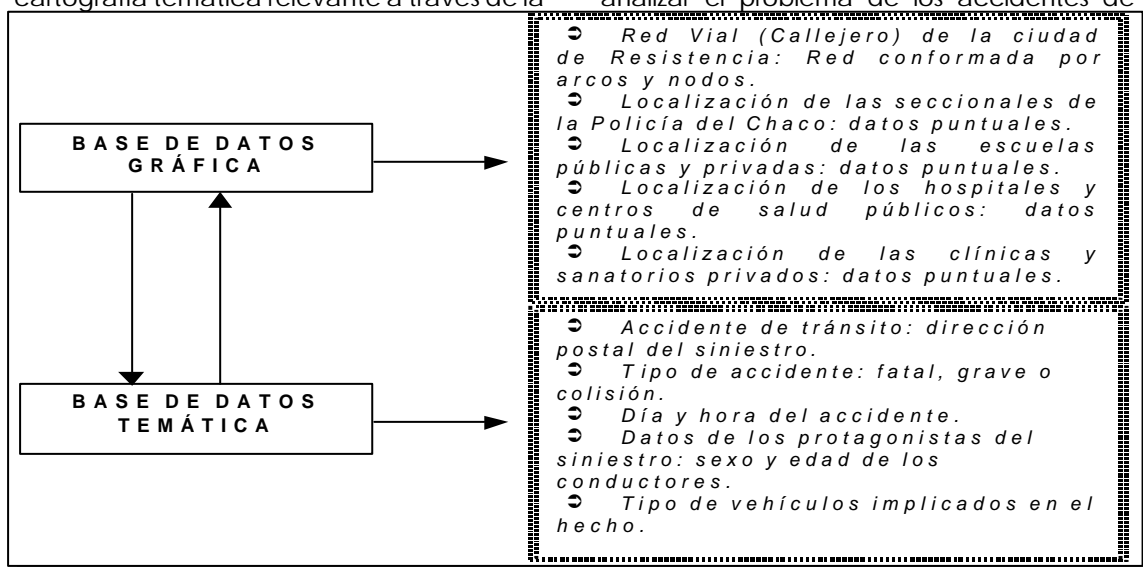 cartografía temática relevante a través de la
analizar el problema de los accidentes de
BASE DE DATOS
GRÁFICA
➲ Red Vial (Callejero) de la ciudad
de Resistencia: Red conformada por
arcos y nodos.
➲ Localización de las seccionales de
la Policía del Chaco: datos puntuales.
➲ Localización de las escuelas
públicas y privadas: datos puntuales.
➲ Localización de los hospitales y
centros de salud públicos: datos
puntuales.
➲ Localización de las clínicas y
sanatorios privados: datos puntuales.
BASE DE DATOS
TEMÁTICA
➲ Accidente de tránsito: dirección
postal del siniestro.
➲ Tipo de accidente: fatal, grave o
colisión.
➲ Día y hora del accidente.
➲ Datos de los protagonistas del
siniestro: sexo y edad de los
conductores.
➲ Tipo de vehículos implicados en el
hecho.